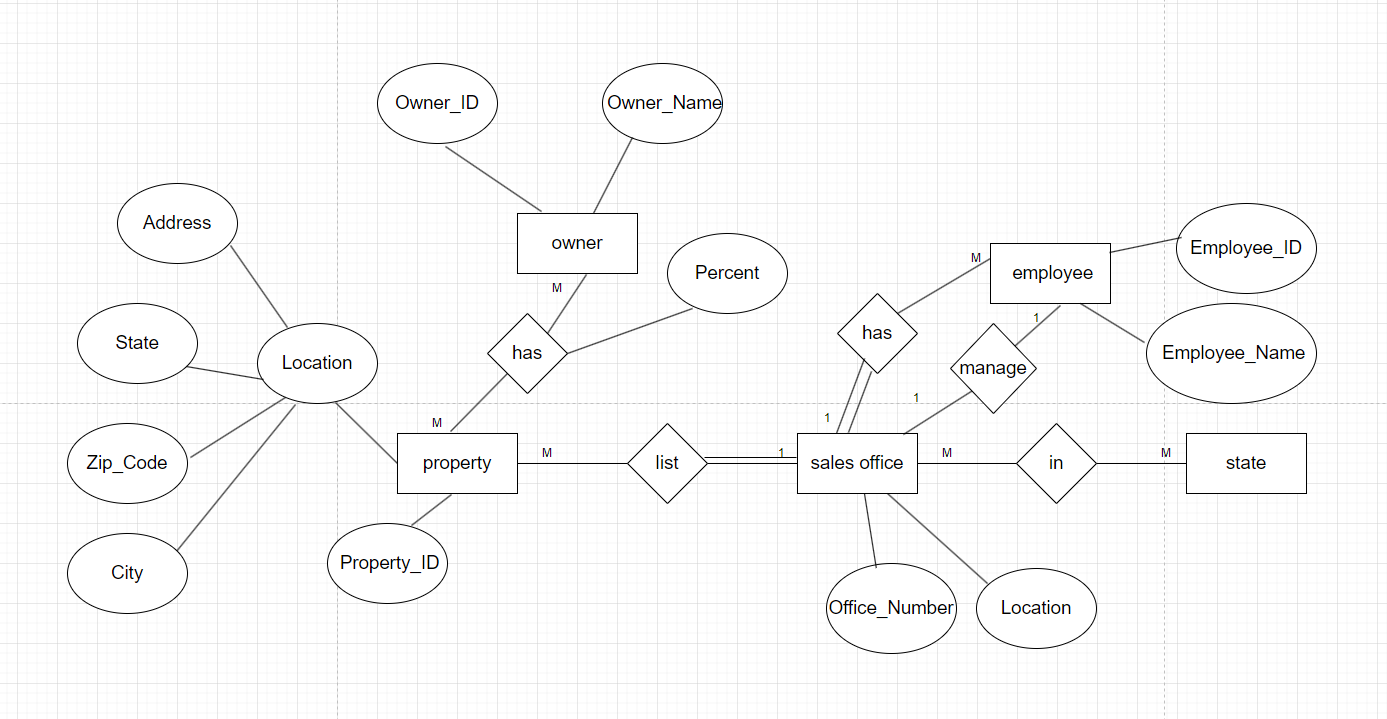 Owner_ID
Owner_Name
Address
owner
Percent
Employee_ID
employee
M
M
State
Location
has
has
1
manage
Employee_Name
1
1
M
Zip_Code
property
M
list
1
sales office
M
in
M
state
City
Property_ID
Office_Number
Location